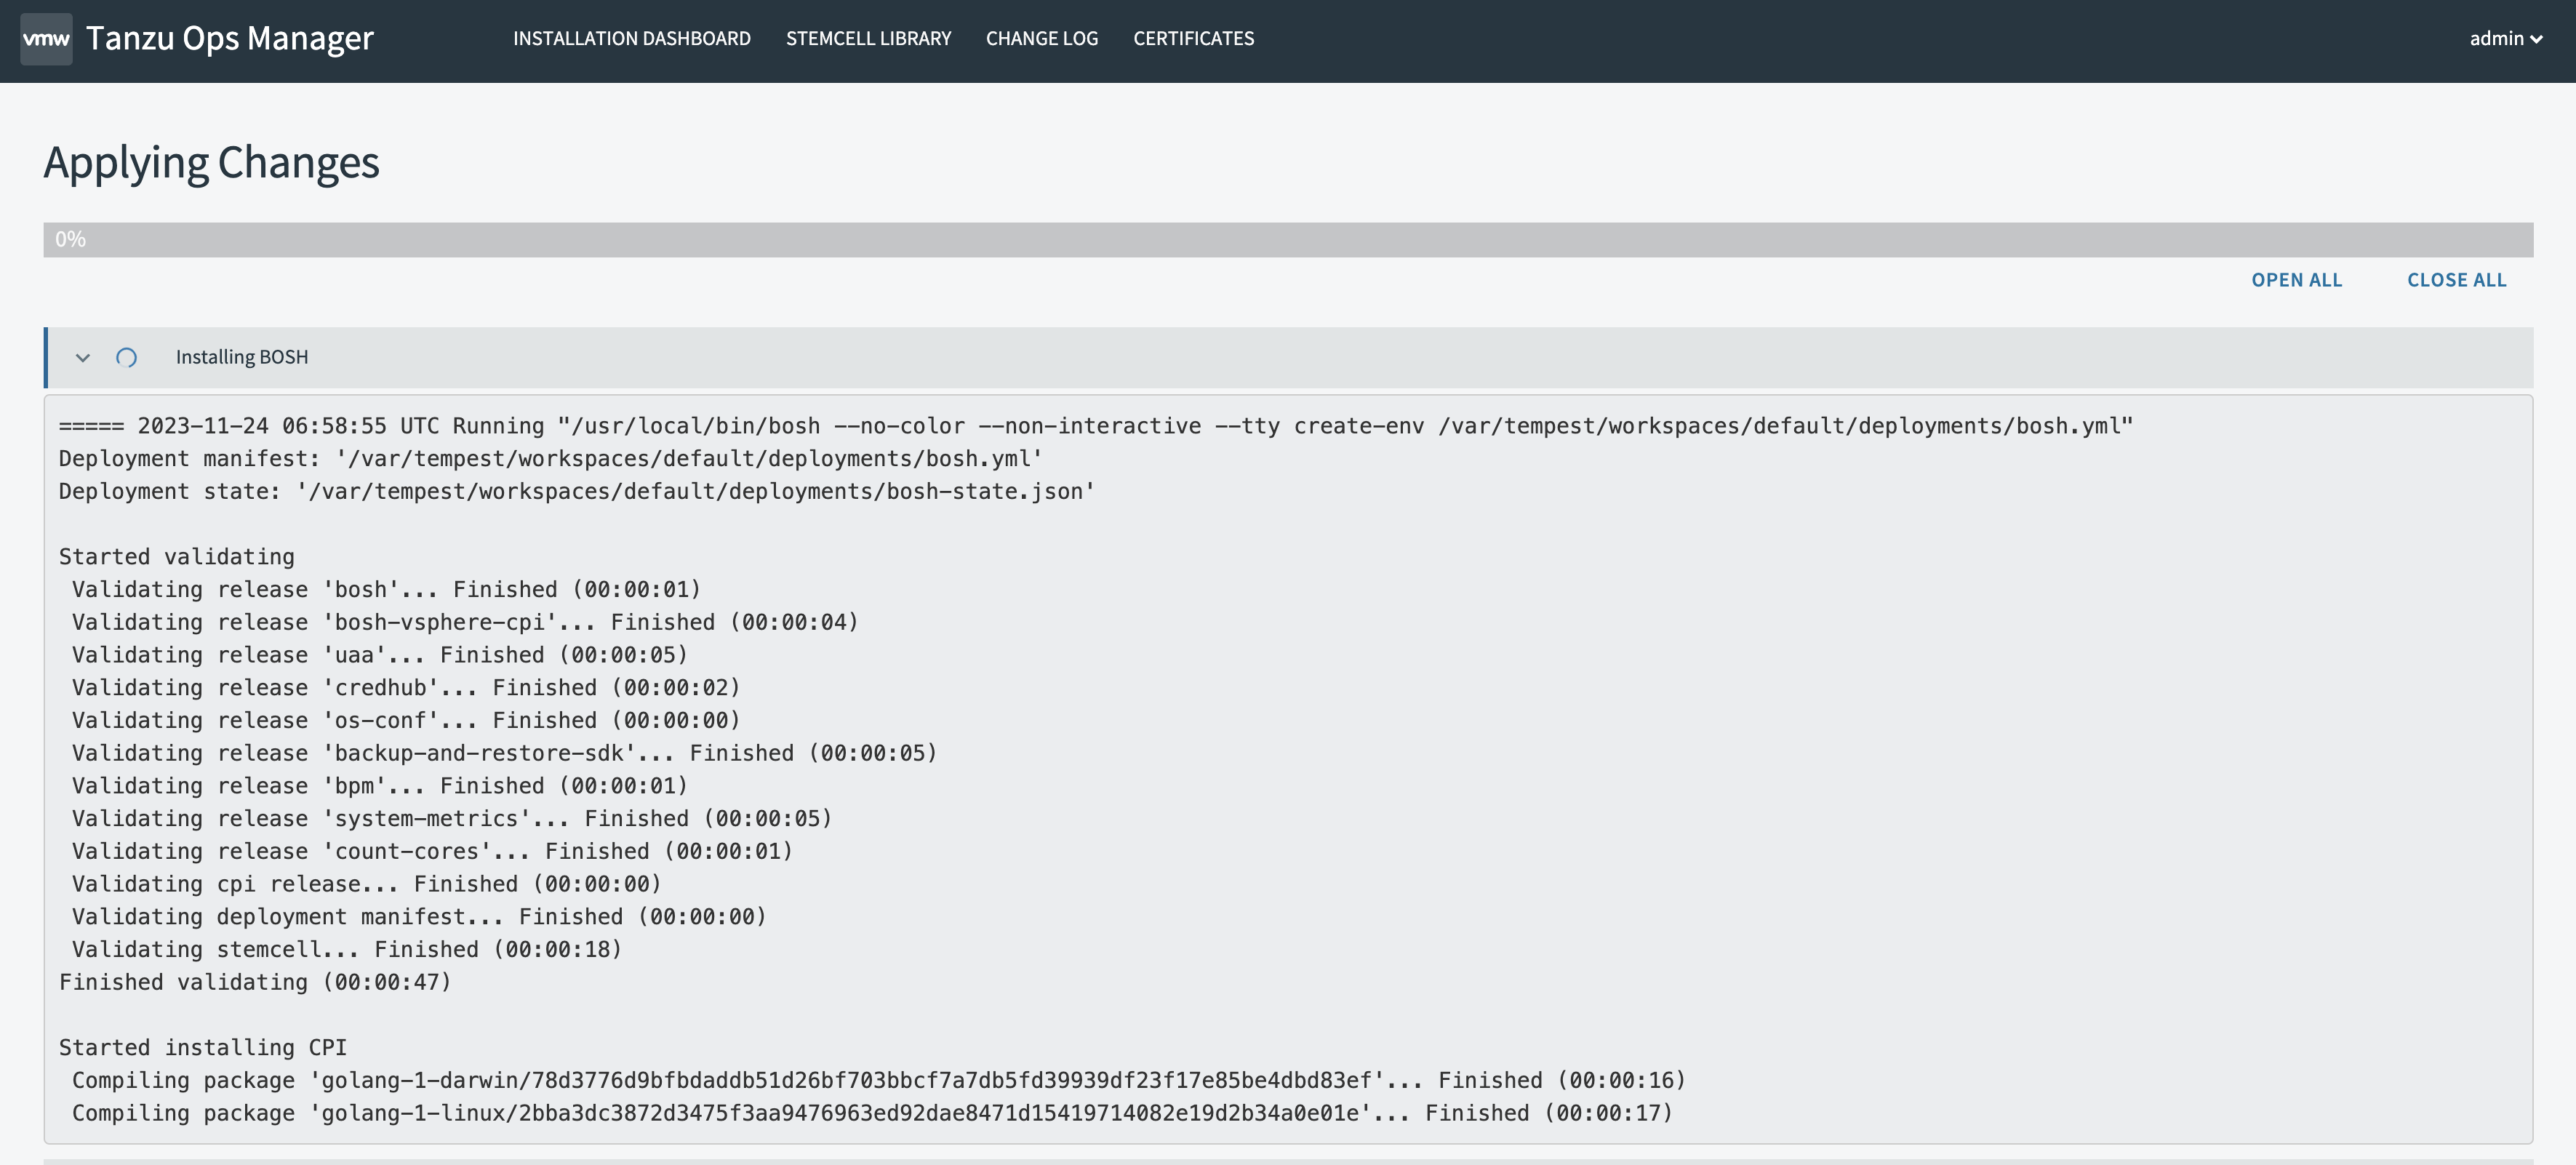 vmw Tanzu Ops Manager INSTALLATION DASHBOARD STEMCELL LIBRARY CHANGE LOG CERTIFICATES admin
Applying Changes
0%
OPEN ALL CLOSE ALL
Installing BOSH
===== 2023-11-24 06:58:55 UTC Running "/usr/local/bin/bosh --no-color --non-interactive --tty create-env /var/tempest/workspaces/default/deployments/bosh.yml"
Deployment manifest: '/var/tempest/workspaces/default/deployments/bosh.yml'
Deployment state: '/var/tempest/workspaces/default/deployments/bosh-state.json'
Started validating
Validating release 'bosh'... Finished (00:00:01)
Validating release 'bosh-vsphere-cpi'... Finished (00:00:04)
Validating release 'uaa'... Finished (00:00:05)
Validating release 'credhub'... Finished (00:00:02)
Validating release 'os-conf'... Finished (00:00:00)
Validating release 'backup-and-restore-sdk'... Finished (00:00:05)
Validating release 'bpm'... Finished (00:00:01)
Validating release 'system-metrics'... Finished (00:00:05)
Validating release 'count-cores'... Finished (00:00:01)
Validating cpi release... Finished (00:00:00)
Validating deployment manifest... Finished (00:00:00)
Validating stemcell... Finished (00:00:18)
Finished validating (00:00:47)
Started installing CPI
Compiling package 'golang-1-darwin/78d3776d9bfbdaddb51d26bf703bbcf7a7db5fd39939df23f17e85be4dbd83ef'... Finished (00:00:16)
Compiling package 'golang-1-linux/2bba3dc3872d3475f3aa9476963ed92dae8471d15419714082e19d2b34a0e01e'... Finished (00:00:17)